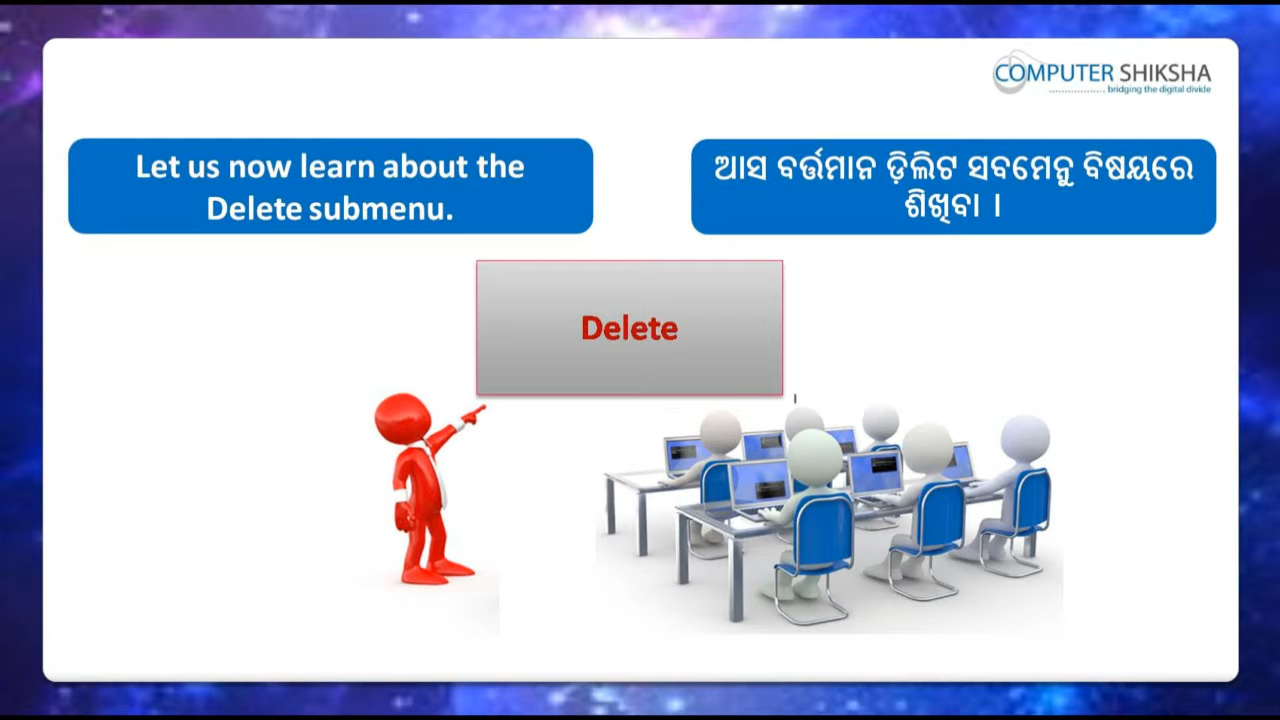 COMPUTER SHIKSHA
bridging the digital divide
Let us now learn about the
Delete submenu.
ଆସ ବର୍ତ୍ତମାନ ଡ଼ିଲିଟ ସବମେନୁ ବିଷୟରେ
ଶିଖିବା ।
Delete